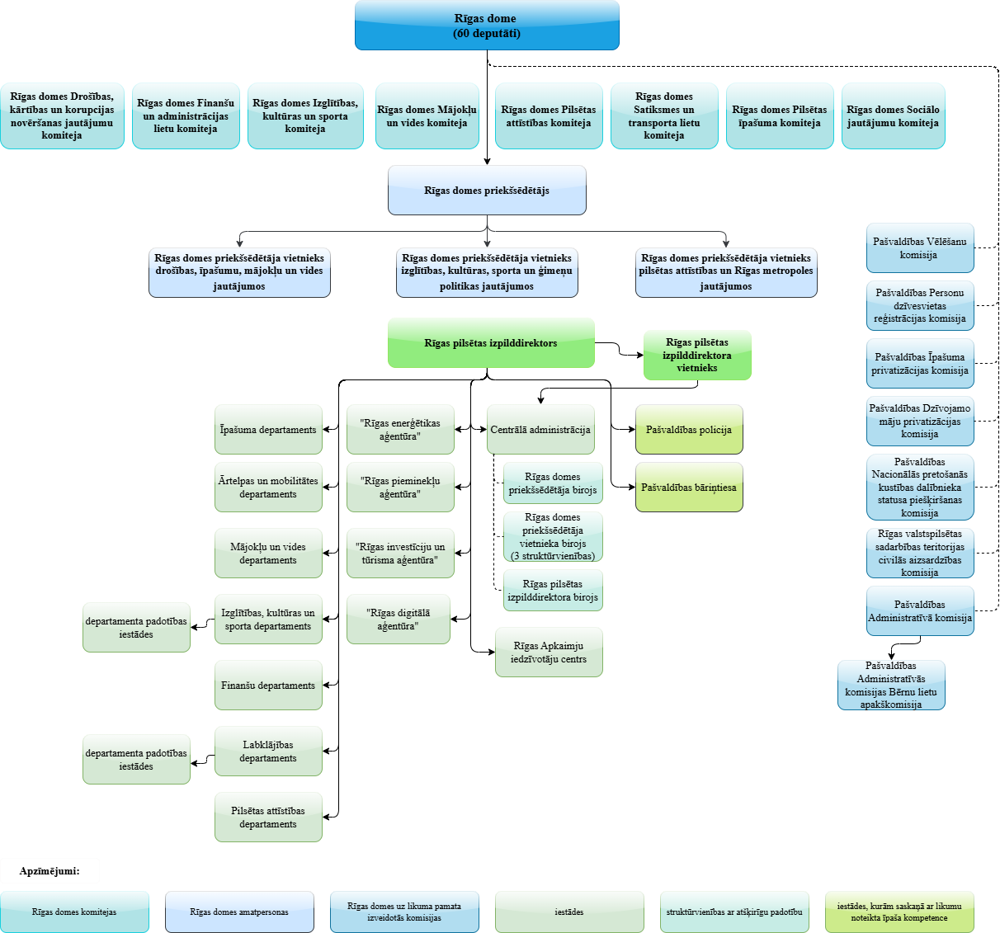 Rīgas dome
(60 deputāti)
Rīgas domes Drošības,
kārtības un korupcijas
novēršanas jautājumu
komiteja
Rīgas domes Finanšu
un administrācijas
lietu komiteja
Rīgas domes Izglītības,
kultūras un sporta
komiteja
Rīgas domes Mājokļu
un vides komiteja
Rīgas domes Pilsētas
attīstības komiteja
Rīgas domes
Satiksmes un
transporta lietu
komiteja
Rīgas domes Pilsētas
īpašuma komiteja
Rīgas domes Sociālo
jautājumu komiteja
Rīgas domes priekšsēdētājs
Rīgas domes priekšsēdētāja vietnieks
drošības, īpašumu, mājokļu un vides
jautājumos
Rīgas domes priekšsēdētāja vietnieks
izglītības, kultūras, sporta un ģimeņu
politikas jautājumos
Rīgas domes priekšsēdētāja vietnieks
pilsētas attīstības un Rīgas metropoles
jautājumos
Pašvaldības Vēlēšanu
komisija
Pašvaldības Personu
dzīvesvietas
reģistrācijas komisija
Pašvaldības Īpašuma
privatizācijas komisija
Pašvaldības Dzīvojamo
māju privatizācijas
komisija
Pašvaldības
Nacionālās pretošanās
kustības dalībnieka
statusa piešķiršanas
komisija
Rīgas valstspilsētas
sadarbības teritorijas
civilās aizsardzības
komisija
Pašvaldības
Administratīvā komisija
Pašvaldības
Administratīvās
komisijas Bērnu lietu
apakškomisija
Rīgas pilsētas izpilddirektors
Rīgas pilsētas
izpilddirektora
vietnieks
Īpašuma departaments
Ārtelpas un mobilitātes
departaments
Mājokļu un vides
departaments
Izglītības, kultūras un
sporta departaments
departamenta padotības
iestādes
Finanšu departaments
Labklājības
departaments
departamenta padotības
iestādes
Pilsētas attīstības
departaments
"Rīgas enerģētikas
aģentūra"
"Rīgas pieminekļu
aģentūra"
"Rīgas investīciju un
tūrisma aģentūra"
"Rīgas digitālā
aģentūra"
Centrālā administrācija
Rīgas domes
priekšsēdētāja birojs
Rīgas domes
priekšsēdētāja
vietnieka birojs
(3 struktūrvienības)
Rīgas pilsētas
izpilddirektora birojs
Rīgas Apkaimju
iedzīvotāju centrs
Pašvaldības policija
Pašvaldības bāriņtiesa
Apzīmējumi:
Rīgas domes komitejas
Rīgas domes amatpersonas
Rīgas domes uz likuma pamata
izveidotās komisijas
iestādes
struktūrvienības ar atšķirīgu padotību
iestādes, kurām saskaņā ar likumu
noteikta īpaša kompetence